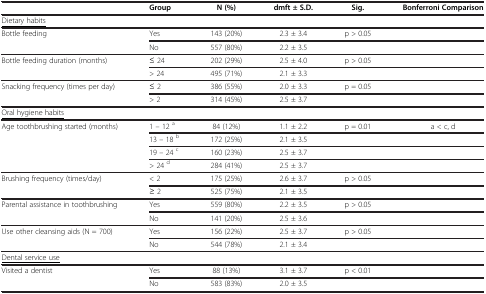 Group N (%) dmft ± S.D. Sig. Bonferroni Comparison
Dietary habits
Bottle feeding Yes 143 (20%) 2.3 ± 3.4 p > 0.05
No 557 (80%) 2.2 ± 3.5
Bottle feeding duration (months) ≤ 24 202 (29%) 2.5 ± 4.0 p > 0.05
> 24 495 (71%) 2.1 ± 3.3
Snacking frequency (times per day) ≤ 2 386 (55%) 2.0 ± 3.3 p = 0.05
> 2 314 (45%) 2.5 ± 3.7
Oral hygiene habits
Age toothbrushing started (months) 1 – 12 a 84 (12%) 1.1 ± 2.2 p = 0.01 a < c, d
13 – 18 b 172 (25%) 2.1 ± 3.5
19 – 24 c 160 (23%) 2.5 ± 3.7
> 24 d 284 (41%) 2.5 ± 3.7
Brushing frequency (times/day) < 2 175 (25%) 2.6 ± 3.7 p > 0.05
≥ 2 525 (75%) 2.1 ± 3.5
Parental assistance in toothbrushing Yes 559 (80%) 2.2 ± 3.5 p > 0.05
No 141 (20%) 2.5 ± 3.6
Use other cleansing aids (N = 700) Yes 156 (22%) 2.5 ± 3.7 p > 0.05
No 544 (78%) 2.1 ± 3.4
Dental service use
Visited a dentist Yes 88 (13%) 3.1 ± 3.7 p < 0.01
No 583 (83%) 2.0 ± 3.5